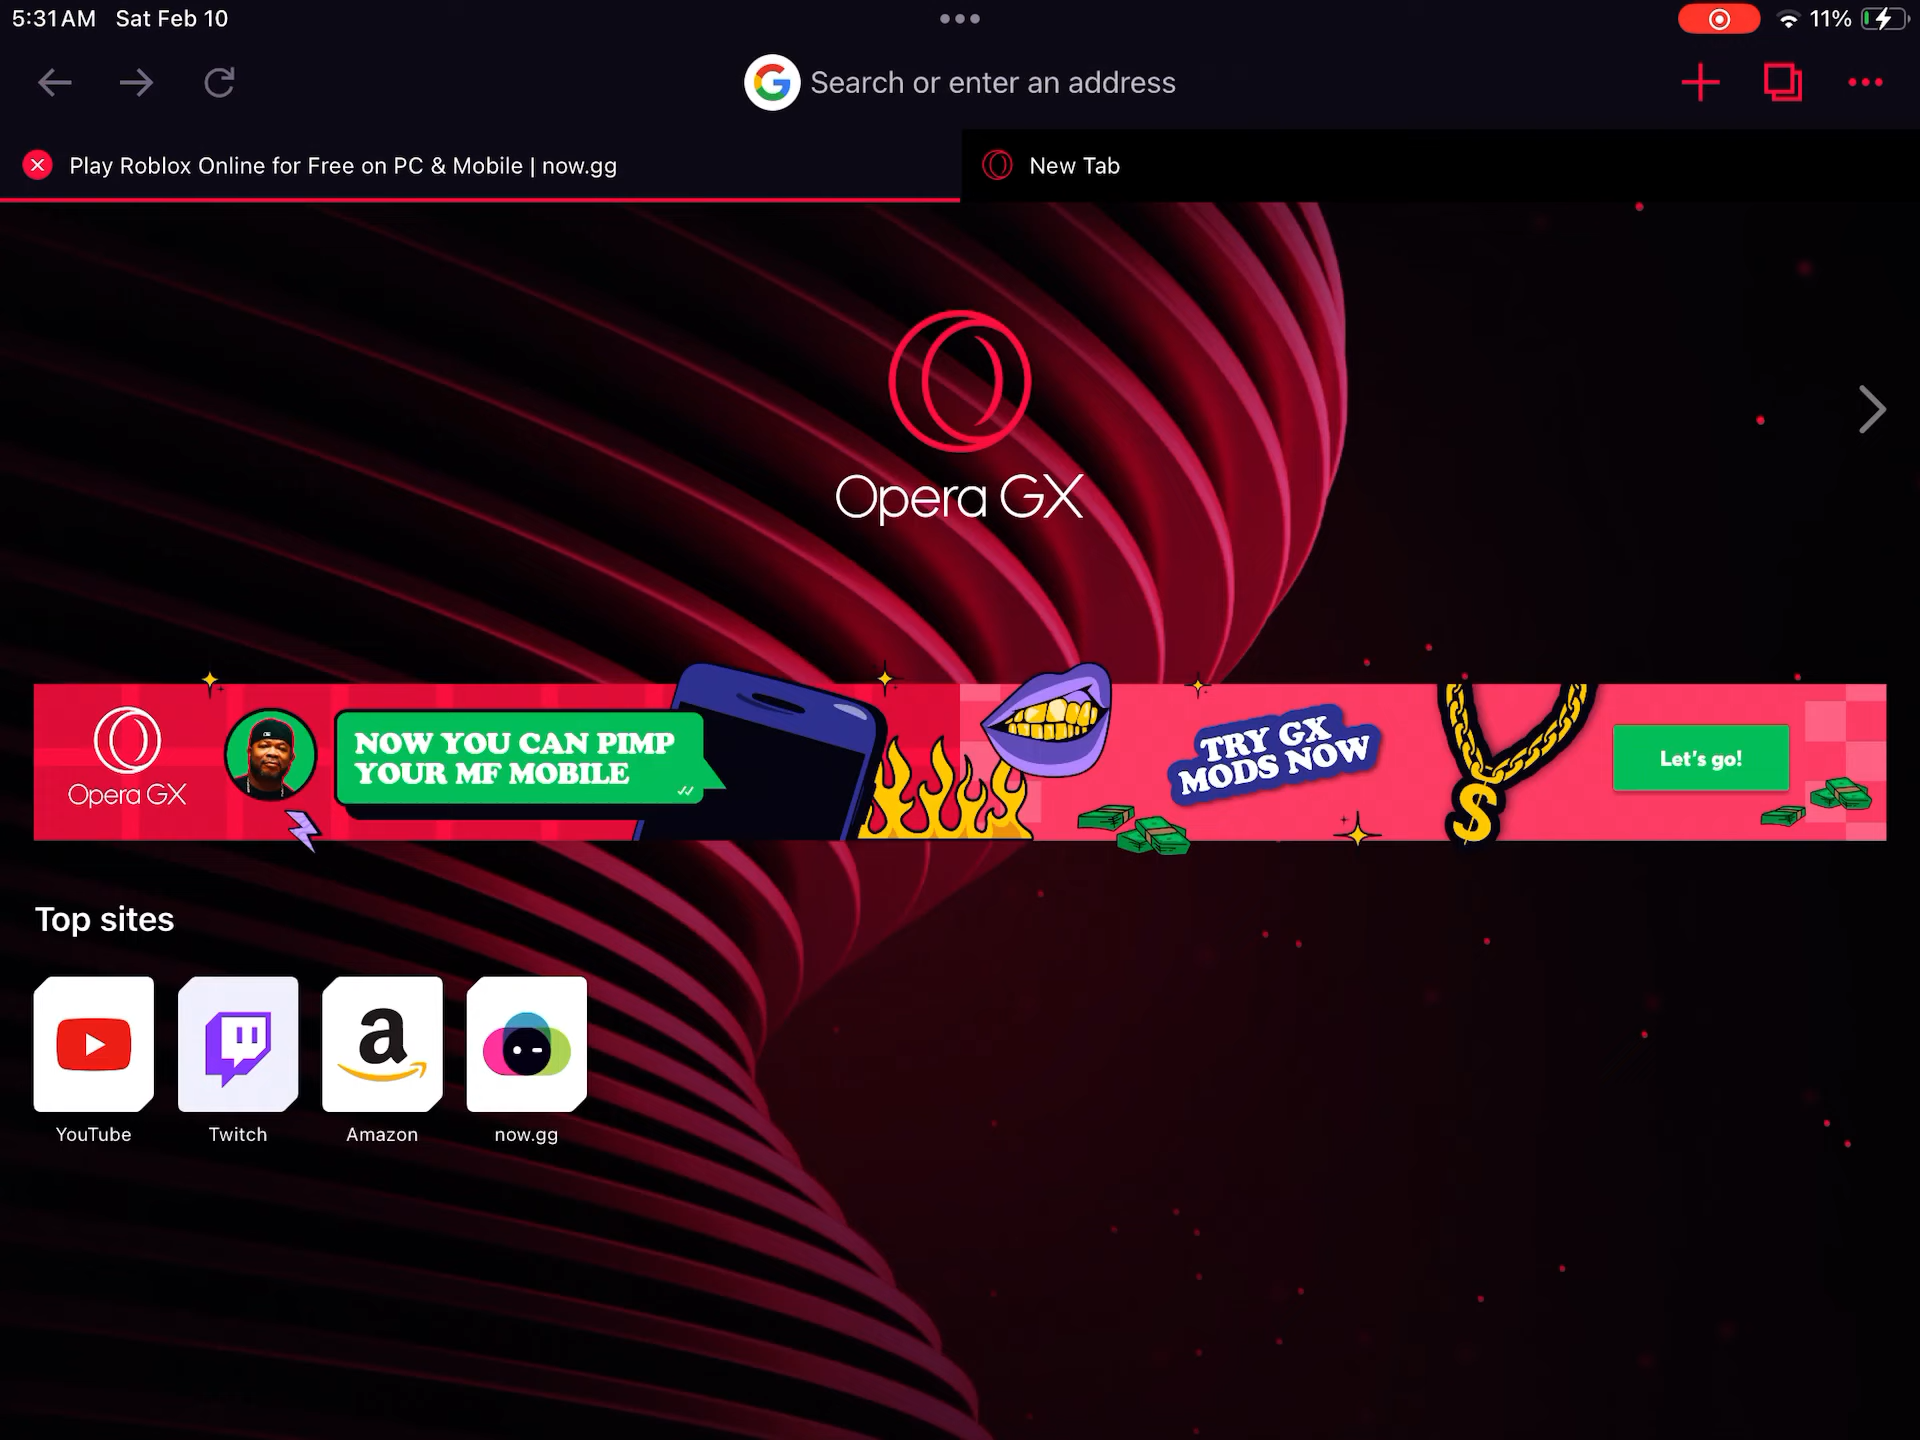 5:31 AM Sat Feb 10
11%
Search or enter an address
Play Roblox Online for Free on PC & Mobile | now.gg
New Tab
Opera GX
Opera GX
NOW YOU CAN PIMP
YOUR MF MOBILE
TRY GX
MODS NOW
Let's go!
Top sites
YouTube
Twitch
Amazon
now.gg